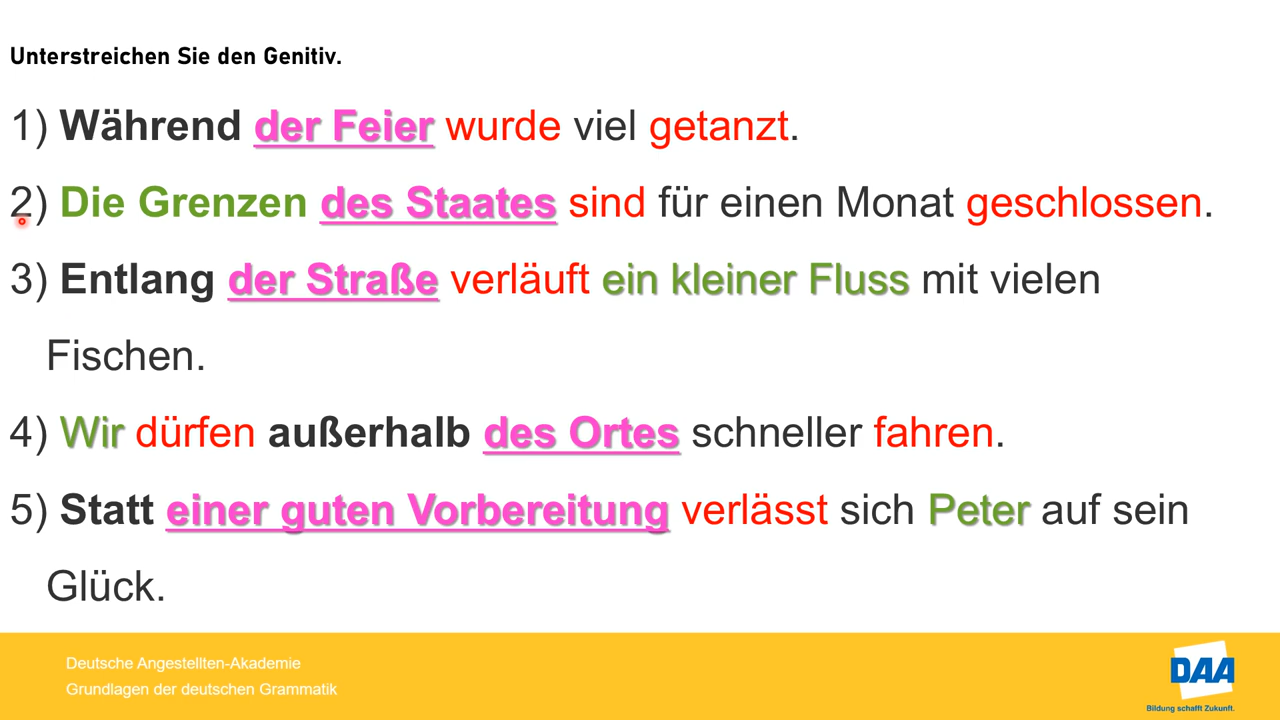 Unterstreichen Sie den Genitiv.
1) Während der Feier wurde viel getanzt.
2) Die Grenzen des Staates sind für einen Monat geschlossen.
3) Entlang der Straße verläuft ein kleiner Fluss mit vielen
Fischen.
4) Wir dürfen außerhalb des Ortes schneller fahren.
5) Statt einer guten Vorbereitung verlässt sich Peter auf sein
Glück.
Deutsche Angestellten-Akademie
Grundlagen der deutschen Grammatik
DAA
Bildung schafft Zukunft.